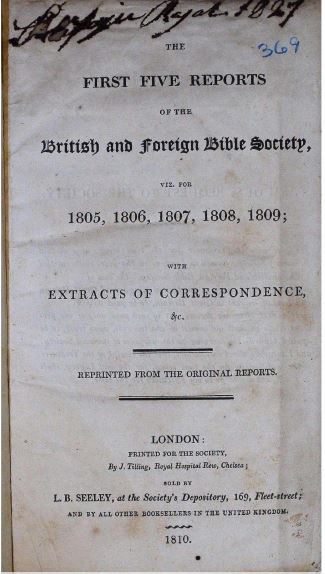 1827
369
THE
FIRST FIVE REPORTS
OF THE
British and Foreign Bible Society,
VIZ. FOR
1805, 1806, 1807, 1808, 1809;
WITH
EXTRACTS OF CORRESPONDENCE,
&c.
REPRINTED FROM THE ORIGINAL REPORTS.
LONDON:
PRINTED FOR THE SOCIETY,
By J. Tilling, Royal Hospital Row, Chelsea;
SOLD BY
L. B. SEELEY, at the Society's Depository, 169, Fleet-street;
AND BY ALL OTHER BOOKSELLERS IN THE UNITED KINGDOM.
1810.